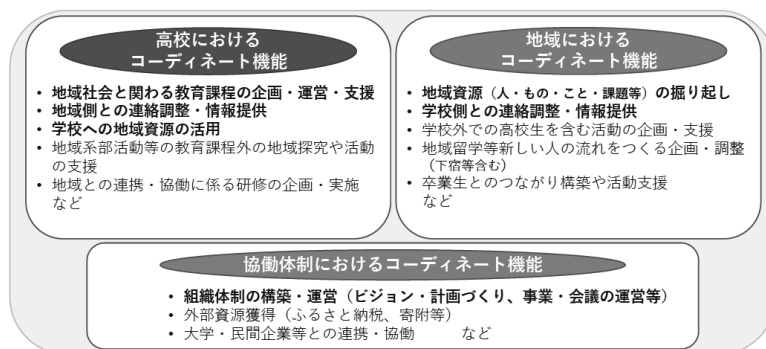 高校における
コーディネート機能
• 地域社会と関わる教育課程の企画・運営・支援
• 地域側との連絡調整・情報提供
• 学校への地域資源の活用
• 地域系部活動等の教育課程外の地域探究や活動
の支援
• 地域との連携・協働に係る研修の企画・実施
など
地域における
コーディネート機能
• 地域資源（人・もの・こと・課題等）の掘り起し
• 学校側との連絡調整・情報提供
• 学校外での高校生を含む活動の企画・支援
• 地域留学等新しい人の流れをつくる企画・調整
（下宿等含む）
• 卒業生とのつながり構築や活動支援
など
協働体制におけるコーディネート機能
• 組織体制の構築・運営（ビジョン・計画づくり、事業・会議の運営等）
• 外部資源獲得（ふるさと納税、寄附等）
• 大学・民間企業等との連携・協働　　など